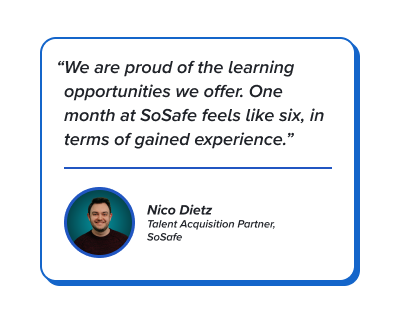 “We are proud of the learning
opportunities we offer. One
month at SoSafe feels like six, in
terms of gained experience.”
Nico Dietz
Talent Acquisition Partner,
SoSafe